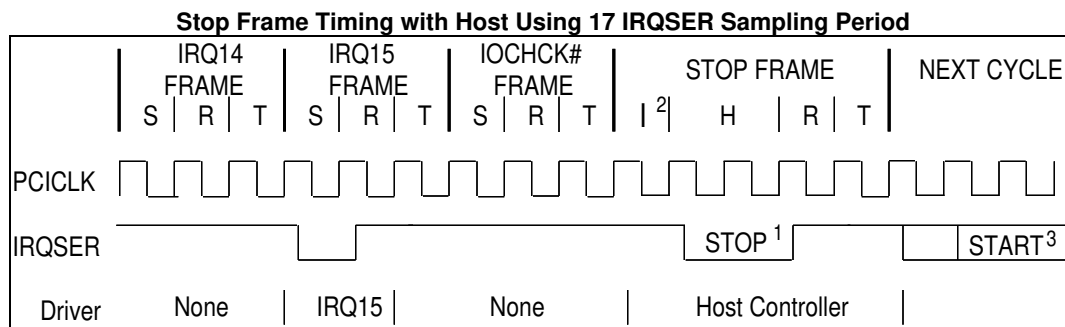 Stop Frame Timing with Host Using 17 IRQSER Sampling Period
IRQ14 IRQ15 IOCHCK#
FRAME FRAME FRAME STOP FRAME NEXT CYCLE
S R T S R T S R T I 2 H R T
PCICLK
IRQSER STOP 1 START 3
Driver None IRQ15 None Host Controller